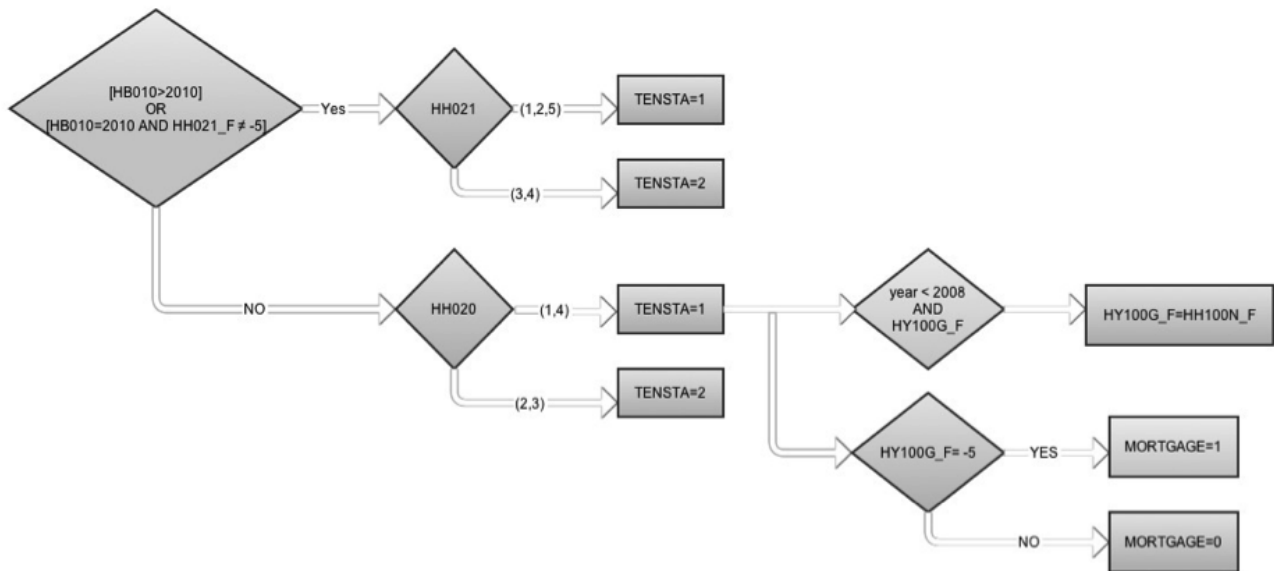 [HB010>2010]
OR
[HB010=2010 AND HH021_F ≠ -5]
Yes
HH021
(1,2,5)
TENSTA=1
(3,4)
TENSTA=2
NO
HH020
(1,4)
TENSTA=1
year < 2008
AND
HY100G_F
HY100G_F=HH100N_F
(2,3)
TENSTA=2
HY100G_F= -5
YES
MORTGAGE=1
NO
MORTGAGE=0